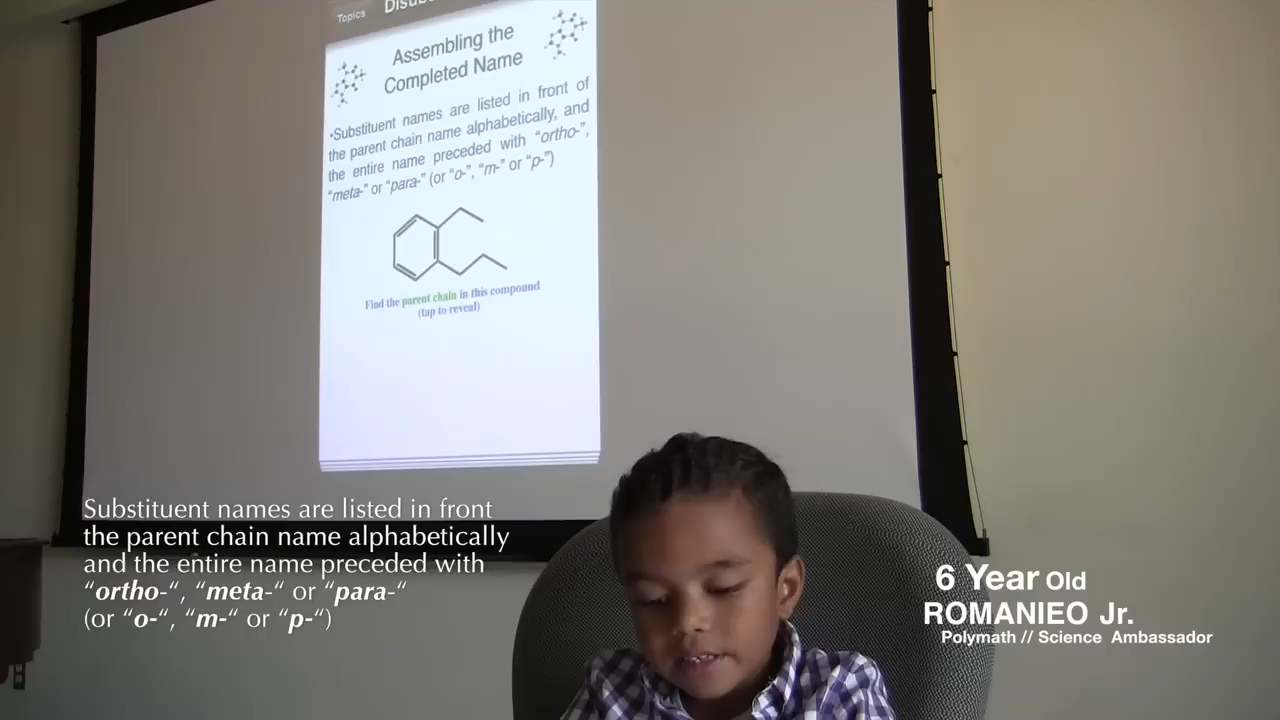 Topics
Assembling the
Completed Name
•Substituent names are listed in front of
the parent chain name alphabetically, and
the entire name preceded with “ortho-”,
“meta-” or “para-” (or “o-”, “m-” or “p-”)
Find the parent chain in this compound
(tap to reveal)
Substituent names are listed in front
the parent chain name alphabetically
and the entire name preceded with
“ortho-“, “meta-“ or “para-“
(or “o-“, “m-“ or “p-“)
6 Year Old
ROMANIEO Jr.
Polymath // Science Ambassador